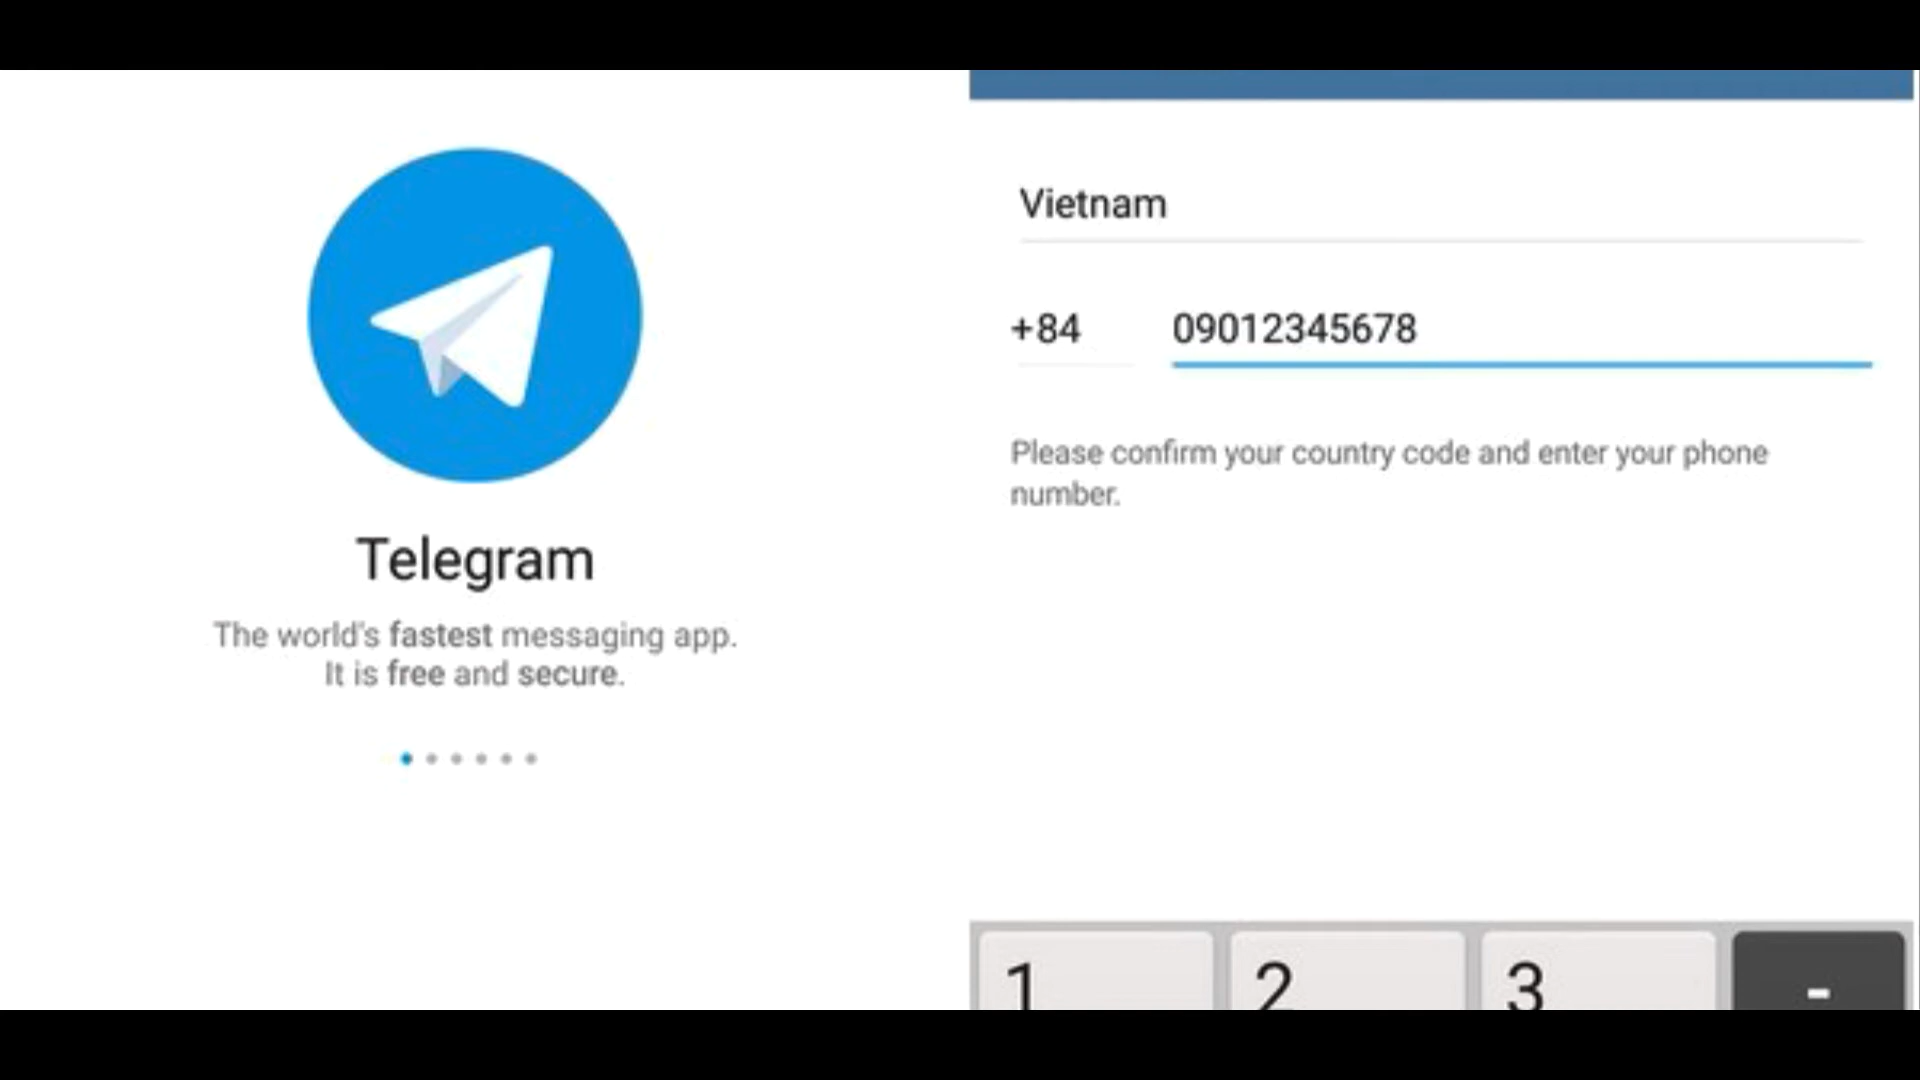 Telegram
The world's fastest messaging app.
It is free and secure.
Vietnam
+84 09012345678
Please confirm your country code and enter your phone
number.
1 2 3 -